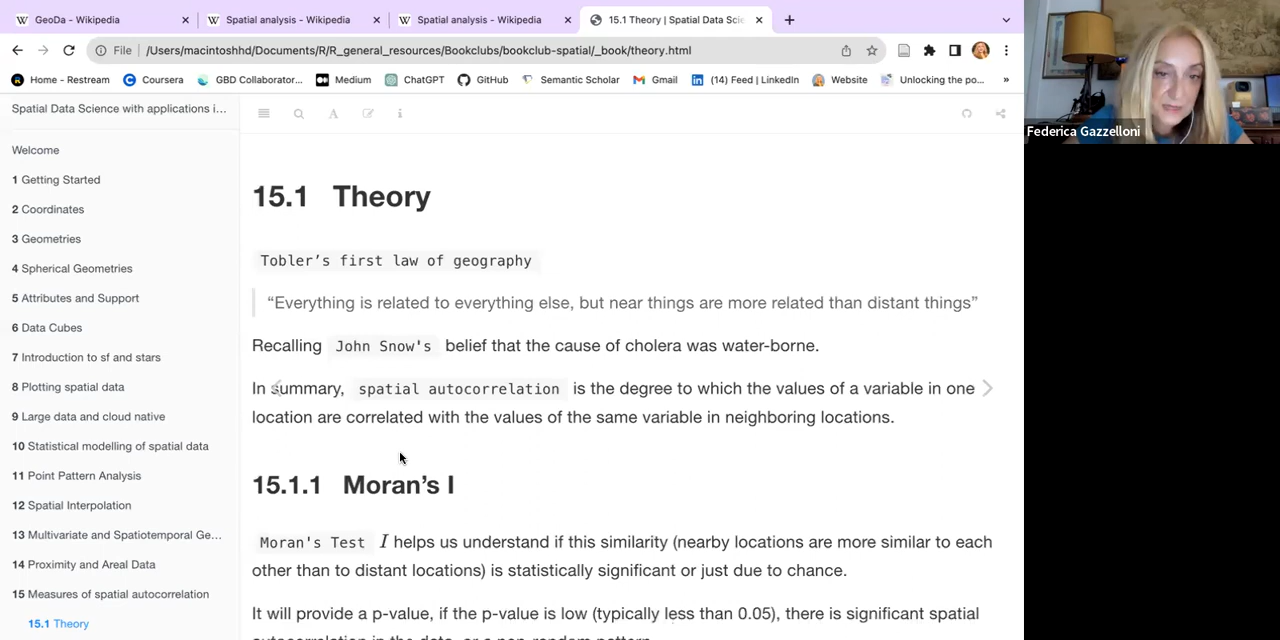 GeoDa - Wikipedia
Spatial analysis - Wikipedia
Spatial analysis - Wikipedia
15.1 Theory | Spatial Data Scie
File | /Users/macintoshhd/Documents/R/R_general_resources/Bookclubs/bookclub-spatial/_book/theory.html
Home - Restream
Coursera
GBD Collaborator...
Medium
ChatGPT
GitHub
Semantic Scholar
Gmail
(14) Feed | LinkedIn
Website
Unlocking the po...
»
Federica Gazzelloni
Spatial Data Science with applications i...
Welcome
1 Getting Started
2 Coordinates
3 Geometries
4 Spherical Geometries
5 Attributes and Support
6 Data Cubes
7 Introduction to sf and stars
8 Plotting spatial data
9 Large data and cloud native
10 Statistical modelling of spatial data
11 Point Pattern Analysis
12 Spatial Interpolation
13 Multivariate and Spatiotemporal Ge...
14 Proximity and Areal Data
15 Measures of spatial autocorrelation
15.1 Theory
15.1 Theory
Tobler’s first law of geography
“Everything is related to everything else, but near things are more related than distant things”
Recalling John Snow's belief that the cause of cholera was water-borne.
In summary, spatial autocorrelation is the degree to which the values of a variable in one
location are correlated with the values of the same variable in neighboring locations.
15.1.1 Moran’s I
Moran's Test I helps us understand if this similarity (nearby locations are more similar to each
other than to distant locations) is statistically significant or just due to chance.
It will provide a p-value, if the p-value is low (typically less than 0.05), there is significant spatial
autocorrelation in the data, or a non-random pattern.